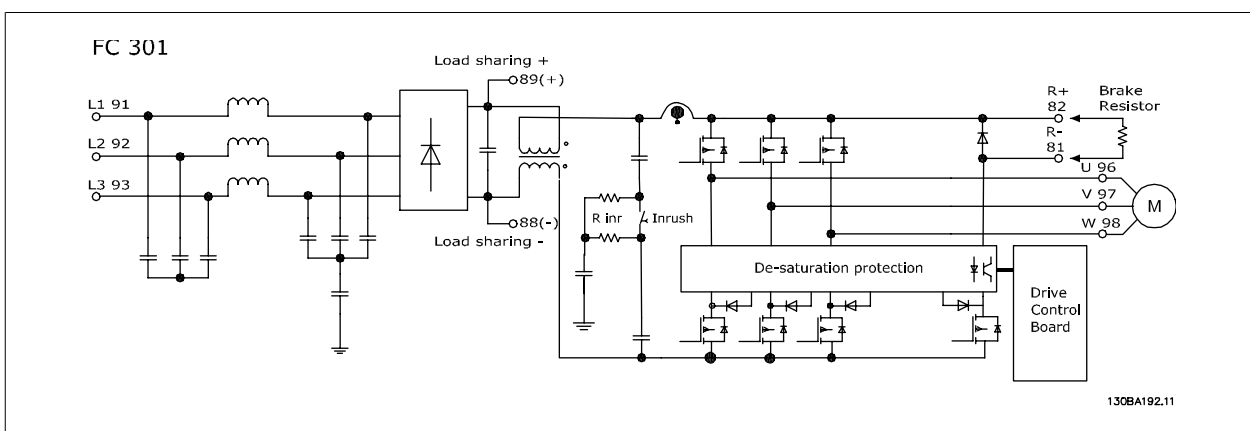 FC 301
Load sharing +
89(+)
L1 91
L2 92
L3 93
88(-)
Load sharing -
R inr
Inrush
R+
82
Brake
Resistor
R-
81
U 96
V 97
W 98
M
De-saturation protection
Drive
Control
Board
130BA192.11